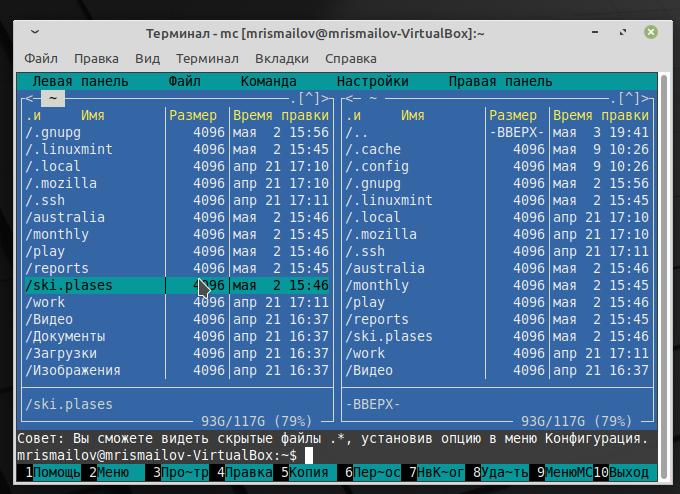 Терминал - mc [mrismailov@mrismailov-VirtualBox]:~
Файл Правка Вид Терминал Вкладки Справка
Левая панель Файл Команда Настройки Правая панель
<─ ~ .[^]> <─ ~ .[^]>
.и Имя Размер Время правки .и Имя Размер Время правки
/.gnupg 4096 мая 2 15:56 /.. -ВВЕРХ- мая 3 19:41
/.linuxmint 4096 мая 2 15:45 /.cache 4096 мая 9 10:26
/.local 4096 апр 21 17:10 /.config 4096 мая 9 10:26
/.mozilla 4096 апр 21 17:10 /.gnupg 4096 мая 2 15:56
/.ssh 4096 апр 21 17:11 /.linuxmint 4096 мая 2 15:45
/australia 4096 мая 2 15:46 /.local 4096 апр 21 17:10
/monthly 4096 мая 2 15:45 /.mozilla 4096 апр 21 17:10
/play 4096 мая 2 15:46 /.ssh 4096 апр 21 17:11
/reports 4096 мая 2 15:45 /australia 4096 мая 2 15:46
/ski.plases 4096 мая 2 15:46 /monthly 4096 мая 2 15:45
/work 4096 апр 21 17:11 /play 4096 мая 2 15:46
/Видео 4096 апр 21 16:37 /reports 4096 мая 2 15:45
/Документы 4096 апр 21 16:37 /ski.plases 4096 мая 2 15:46
/Загрузки 4096 апр 21 16:37 /work 4096 апр 21 17:11
/Изображения 4096 апр 21 16:37 /Видео 4096 апр 21 16:37
/ski.plases -ВВЕРХ-
93G/117G (79%) 93G/117G (79%)
Совет: Вы сможете видеть скрытые файлы .*, установив опцию в меню Конфигурация.
mrismailov@mrismailov-VirtualBox:~$
1Помощь 2Меню 3Про~тр 4Правка 5Копия 6Пер~ос 7НвК~ог 8Уда~ть 9МенюMC 10Выход